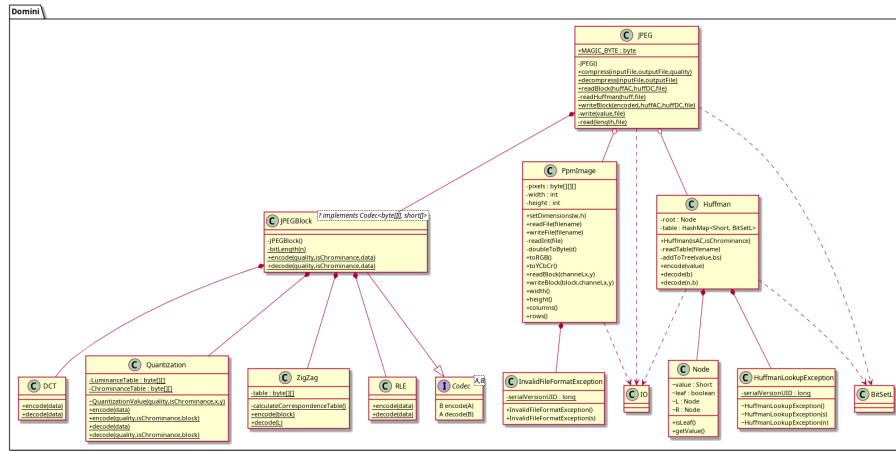 Domini
C JPEG
+MAGIC_BYTE : byte
-JPEG()
+compress(inputFile,outputFile,quality)
+decompress(inputFile,outputFile)
+readBlock(huffAC,huffDC,file)
-readHuffman(huff,file)
+writeBlock(encoded,huffAC,huffDC,file)
-write(value,file)
-read(length,file)
C PpmImage
-pixels : byte[][][]
-width : int
-height : int
+setDimensions(w,h)
+readFile(filename)
+writeFile(filename)
-readInt(file)
-doubleToByte(d)
+toRGB()
+toYCbCr()
+readBlock(channel,x,y)
+writeBlock(block,channel,x,y)
+width()
+height()
+columns()
+rows()
C Huffman
-root : Node
-table : HashMap<Short, BitSetL>
+Huffman(isAC,isChrominance)
-readTable(filename)
-addToTree(value,bs)
+encode(value)
+decode(b)
+decode(n,b)
C JPEGBlock
? implements Codec<byte[][], short[]>
-JPEGBlock()
-bitLength(n)
+encode(quality,isChrominance,data)
+decode(quality,isChrominance,data)
C DCT
+encode(data)
+decode(data)
C Quantization
-LuminanceTable : byte[][]
-ChrominanceTable : byte[][]
~QuantizationValue(quality,isChrominance,x,y)
+encode(data)
+encode(quality,isChrominance,block)
+decode(data)
+decode(quality,isChrominance,block)
C ZigZag
-table : byte[][]
-calculateCorrespondenceTable()
+encode(block)
+decode(L)
C RLE
+encode(data)
+decode(data)
I Codec
A,B
B encode(A)
A decode(B)
C InvalidFileFormatException
-serialVersionUID : long
+InvalidFileFormatException()
+InvalidFileFormatException(s)
C IO
C Node
~value : Short
~leaf : boolean
~L : Node
~R : Node
+isLeaf()
+getValue()
C HuffmanLookupException
-serialVersionUID : long
~HuffmanLookupException()
~HuffmanLookupException(s)
~HuffmanLookupException(n)
C BitSetL